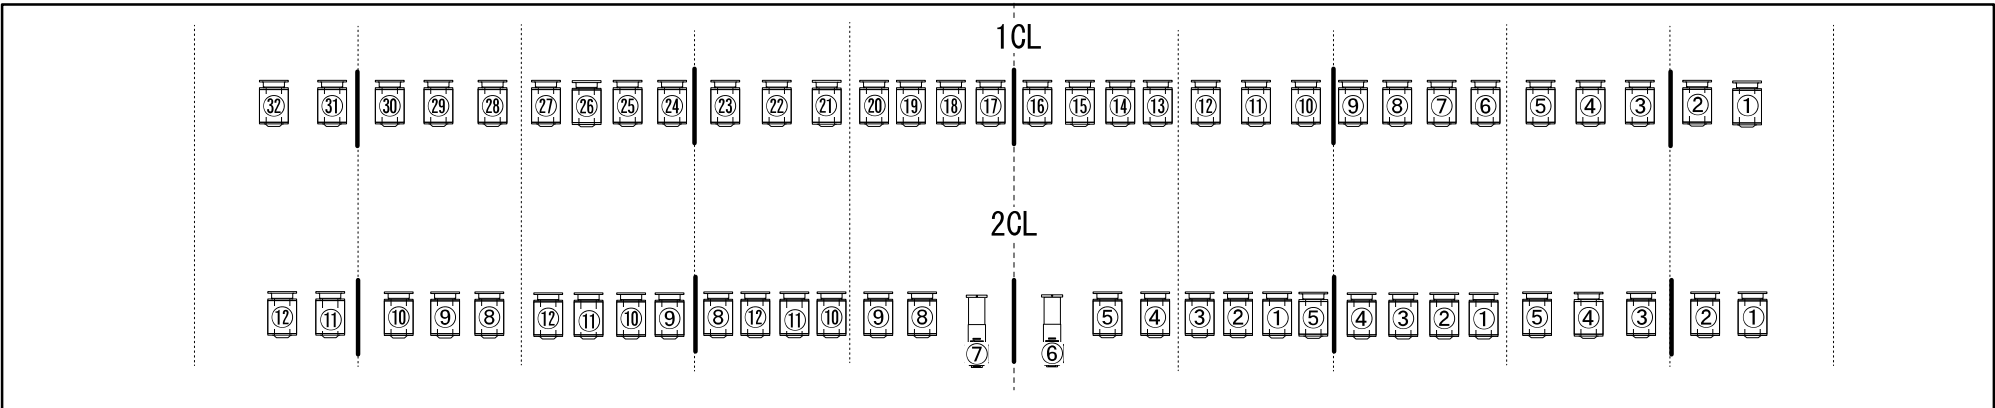 1CL
㉜ ㉛ ㉚ ㉙ ㉘ ㉗ ㉖ ㉕ ㉔ ㉓ ㉒ ㉑ ⑳ ⑲ ⑱ ⑰ ⑯ ⑮ ⑭ ⑬ ⑫ ⑪ ⑩ ⑨ ⑧ ⑦ ⑥ ⑤ ④ ③ ② ①
2CL
⑫ ⑪ ⑩ ⑨ ⑧ ⑫ ⑪ ⑩ ⑨ ⑧ ⑫ ⑪ ⑩ ⑨ ⑧ ⑤ ④ ③ ② ① ⑤ ④ ③ ② ① ⑤ ④ ③ ② ①
⑦ ⑥